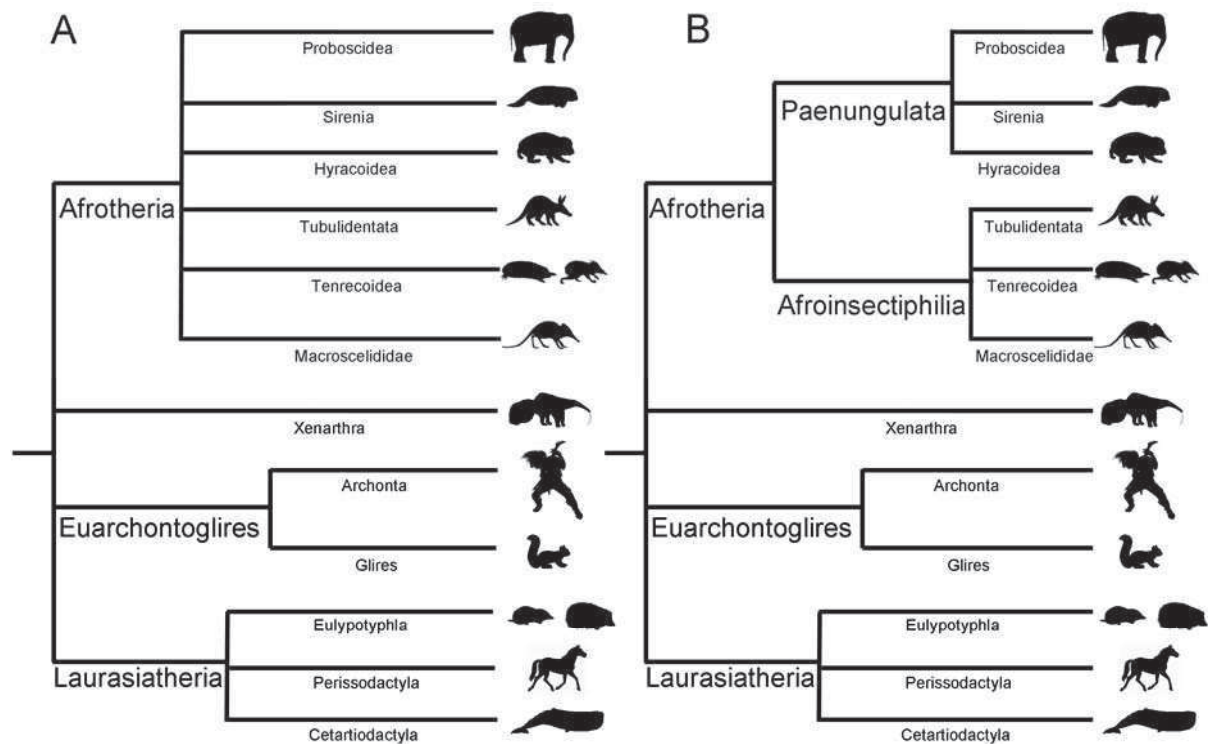 A
Proboscidea
Sirenia
Hyracoidea
Afrotheria
Tubulidentata
Tenrecoidea
Macroscelididae
Xenarthra
Archonta
Euarchontoglires
Glires
Eulypotyphla
Laurasiatheria
Perissodactyla
Cetartiodactyla
B
Proboscidea
Paenungulata
Sirenia
Hyracoidea
Afrotheria
Tubulidentata
Tenrecoidea
Afroinsectiphilia
Macroscelididae
Xenarthra
Archonta
Euarchontoglires
Glires
Eulypotyphla
Laurasiatheria
Perissodactyla
Cetartiodactyla